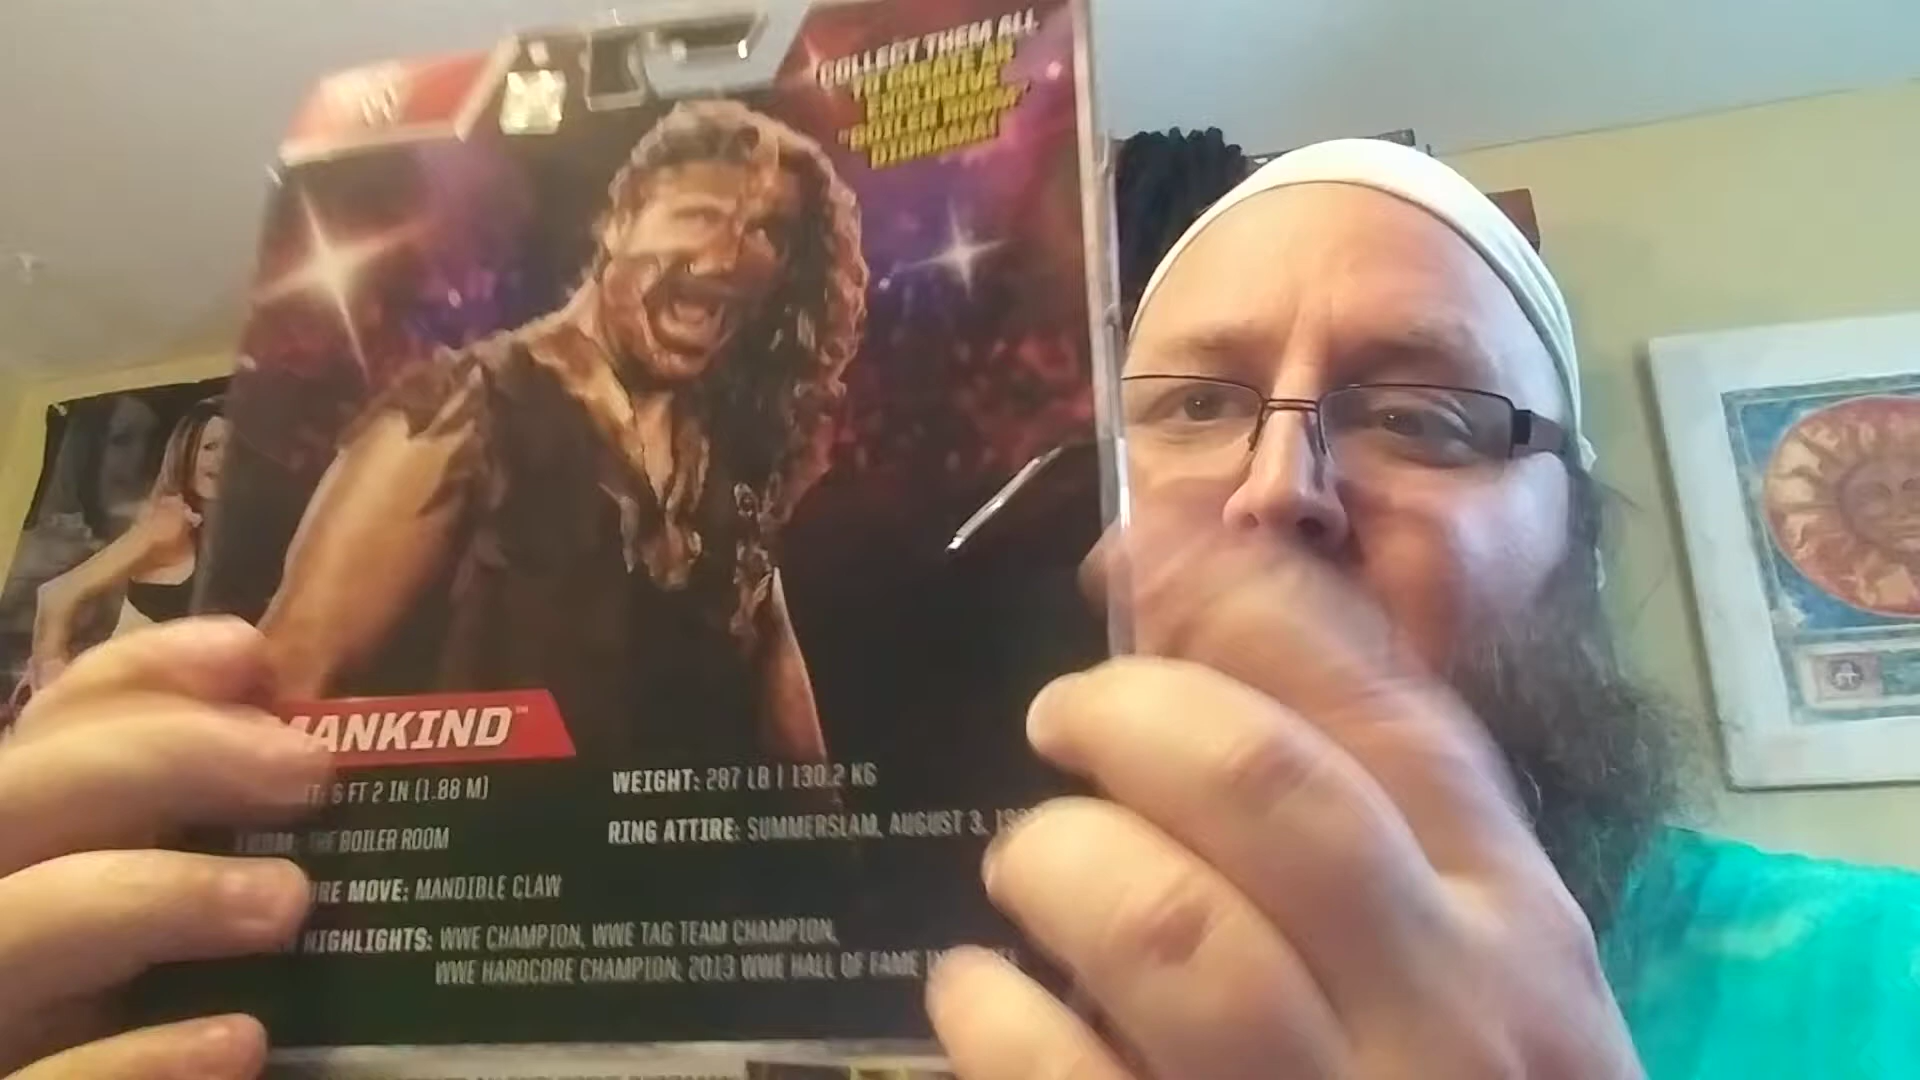 COLLECT THEM ALL
TO CREATE AN
EXCLUSIVE
"BOILER ROOM"
DIORAMA!
MANKIND™
6 FT 2 IN (1.88 M)
WEIGHT: 287 LB | 130.2 KG
THE BOILER ROOM
RING ATTIRE: SUMMERSLAM, AUGUST 3,
MOVE: MANDIBLE CLAW
HIGHLIGHTS: WWE CHAMPION, WWE TAG TEAM CHAMPION,
WWE HARDCORE CHAMPION, 2013 WWE HALL OF FAME